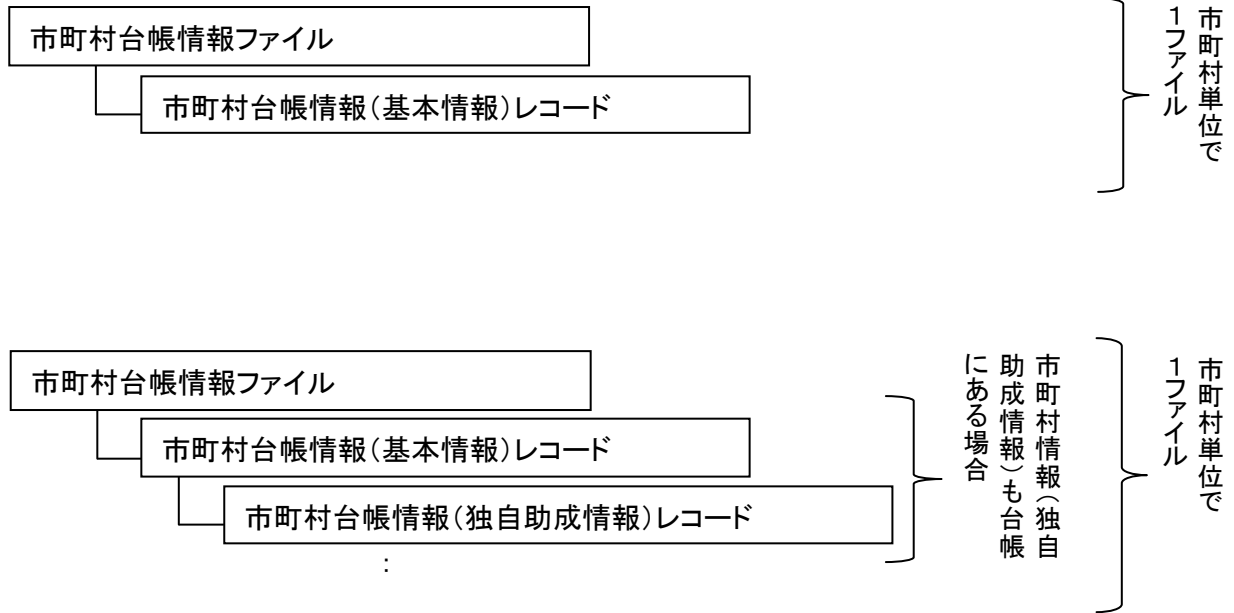 市町村台帳情報ファイル
市町村台帳情報（基本情報）レコード
市町村単位で
１ファイル
市町村台帳情報ファイル
市町村台帳情報（基本情報）レコード
市町村台帳情報（独自助成情報）レコード
：
市町村情報（独自
助成情報）も台帳
にある場合
市町村単位で
１ファイル